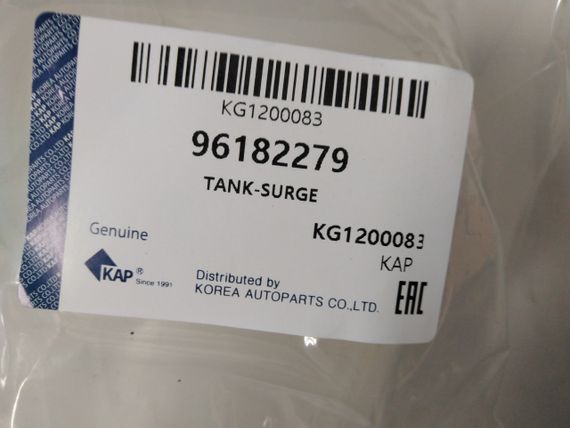 KG1200083
96182279
TANK-SURGE
Genuine
KG1200083
KAP
KAP®
Since 1991
Distributed by
KOREA AUTOPARTS CO.,LTD.
EAC